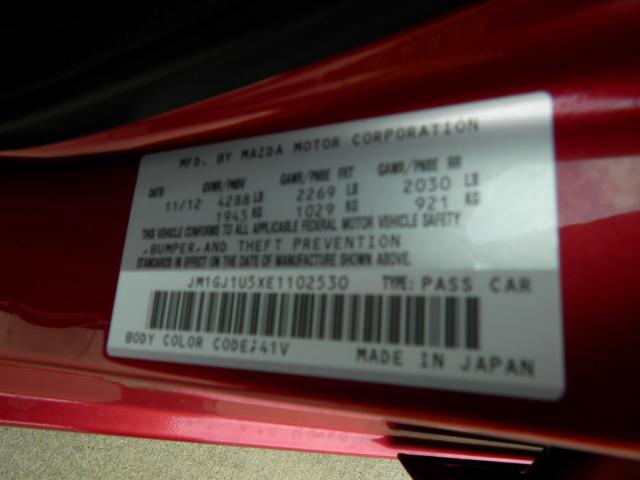 MFD. BY MAZDA MOTOR CORPORATION
DATE GVWR/PNBV GAWR/PNBE FRT GAWR/PNBE RR
11/12 4288 LB 2269 LB 2030 LB
1945 KG 1029 KG 921 KG
THIS VEHICLE CONFORMS TO ALL APPLICABLE FEDERAL MOTOR VEHICLE SAFETY
,BUMPER,AND THEFT PREVENTION
STANDARDS IN EFFECT ON THE DATE OF MANUFACTURE SHOWN ABOVE.
JM1GJ1U5XE1102530 TYPE: PASS CAR
BODY COLOR CODE;41V MADE IN JAPAN